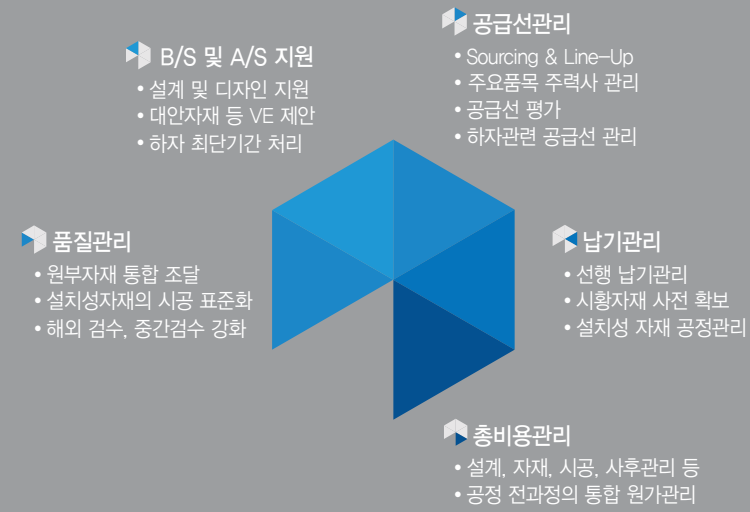 B/S 및 A/S 지원
• 설계 및 디자인 지원
• 대안자재 등 VE 제안
• 하자 최단기간 처리
공급선관리
• Sourcing & Line-Up
• 주요품목 주력사 관리
• 공급선 평가
• 하자관련 공급선 관리
품질관리
• 원부자재 통합 조달
• 설치성자재의 시공 표준화
• 해외 검수, 중간검수 강화
납기관리
• 선행 납기관리
• 시황자재 사전 확보
• 설치성 자재 공정관리
총비용관리
• 설계, 자재, 시공, 사후관리 등
• 공정 전과정의 통합 원가관리